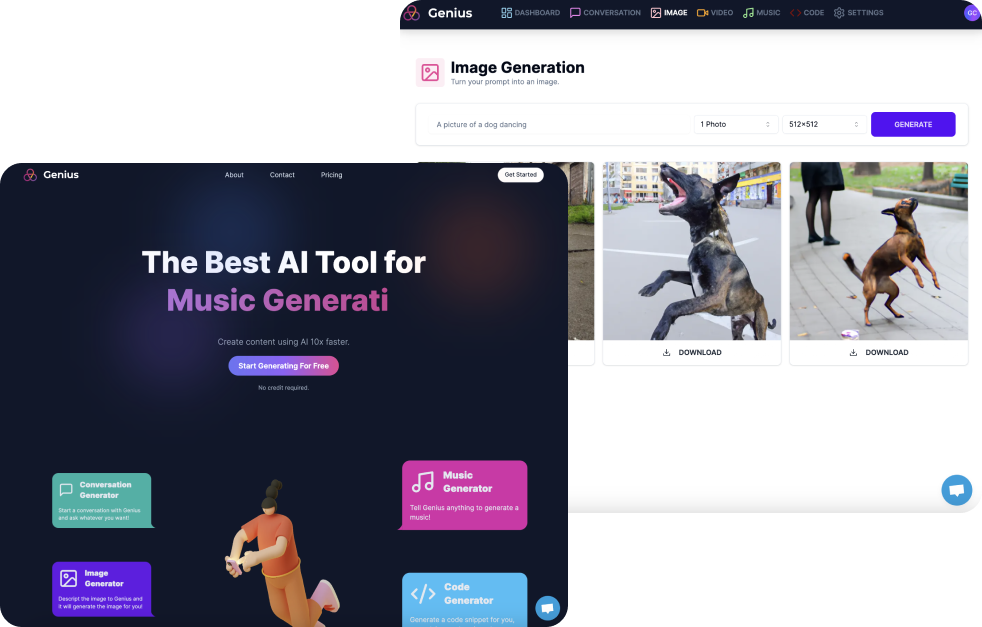 Genius
DASHBOARD CONVERSATION IMAGE VIDEO MUSIC CODE SETTINGS
GC
Image Generation
Turn your prompt into an image.
A picture of a dog dancing
1 Photo
512x512
GENERATE
DOWNLOAD
DOWNLOAD
Genius
About Contact Pricing
Get Started
The Best AI Tool for
Music Generati
Create content using AI 10x faster.
Start Generating For Free
No credit required.
Conversation
Generator
Start a conversation with Genius
and ask whatever you want!
Music
Generator
Tell Genius anything to generate a
music!
Image
Generator
Descript the image to Genius and
it will generate the image for you!
Code
Generator
Generate a code snippet for you,